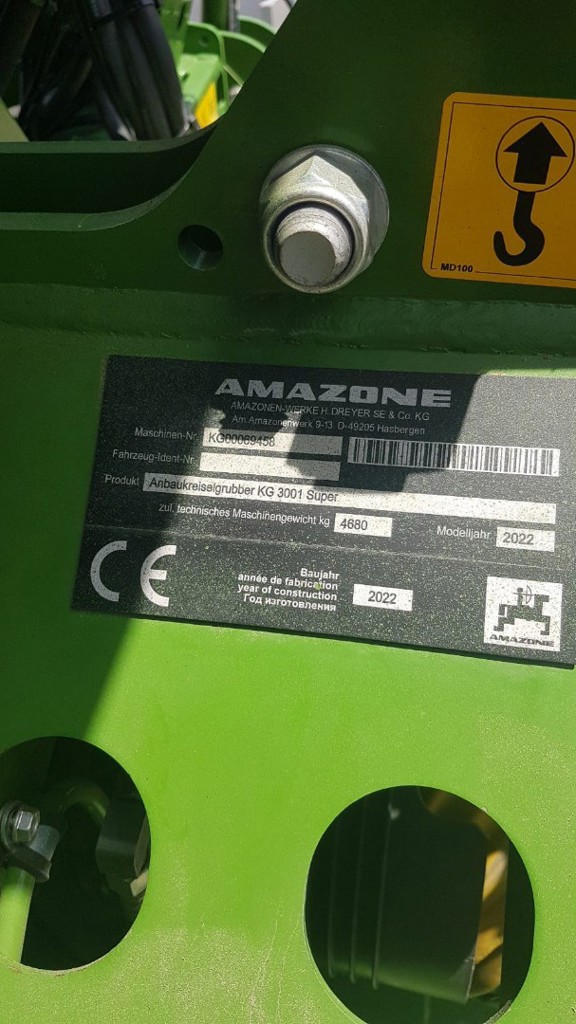 MD100
AMAZONE
AMAZONEN-WERKE H. DREYER SE & Co. KG
Am Amazonenwerk 9-13 D-49205 Hasbergen
Maschinen-Nr. KG00069458
Fahrzeug-Ident-Nr.
Produkt Anbaukreiselgrubber KG 3001 Super
zul. technisches Maschinengewicht kg 4680 Modelljahr 2022
CE
Baujahr
année de fabrication
year of construction
Год изготовления
2022
AMAZONE